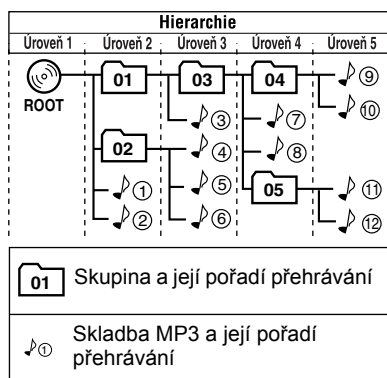 Hierarchie
Úroveň 1 Úroveň 2 Úroveň 3 Úroveň 4 Úroveň 5
ROOT 01 03 04 ⑨
⑩
③ ⑦
02 ④ ⑧
① ⑤ 05 ⑪
② ⑥ ⑫
01 Skupina a její pořadí přehrávání
① Skladba MP3 a její pořadí
přehrávání